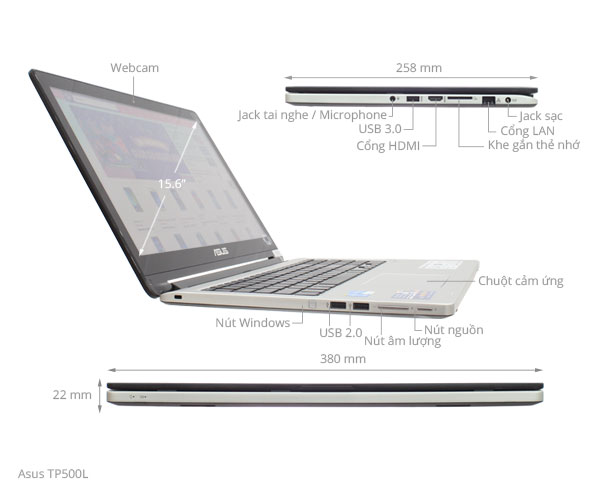 Webcam
258 mm
Jack tai nghe / Microphone
USB 3.0
Cổng HDMI
Jack sạc
Cổng LAN
Khe gắn thẻ nhớ
15.6"
ASUS
Chuột cảm ứng
Nút Windows
USB 2.0
Nút âm lượng
Nút nguồn
380 mm
22 mm
Asus TP500L